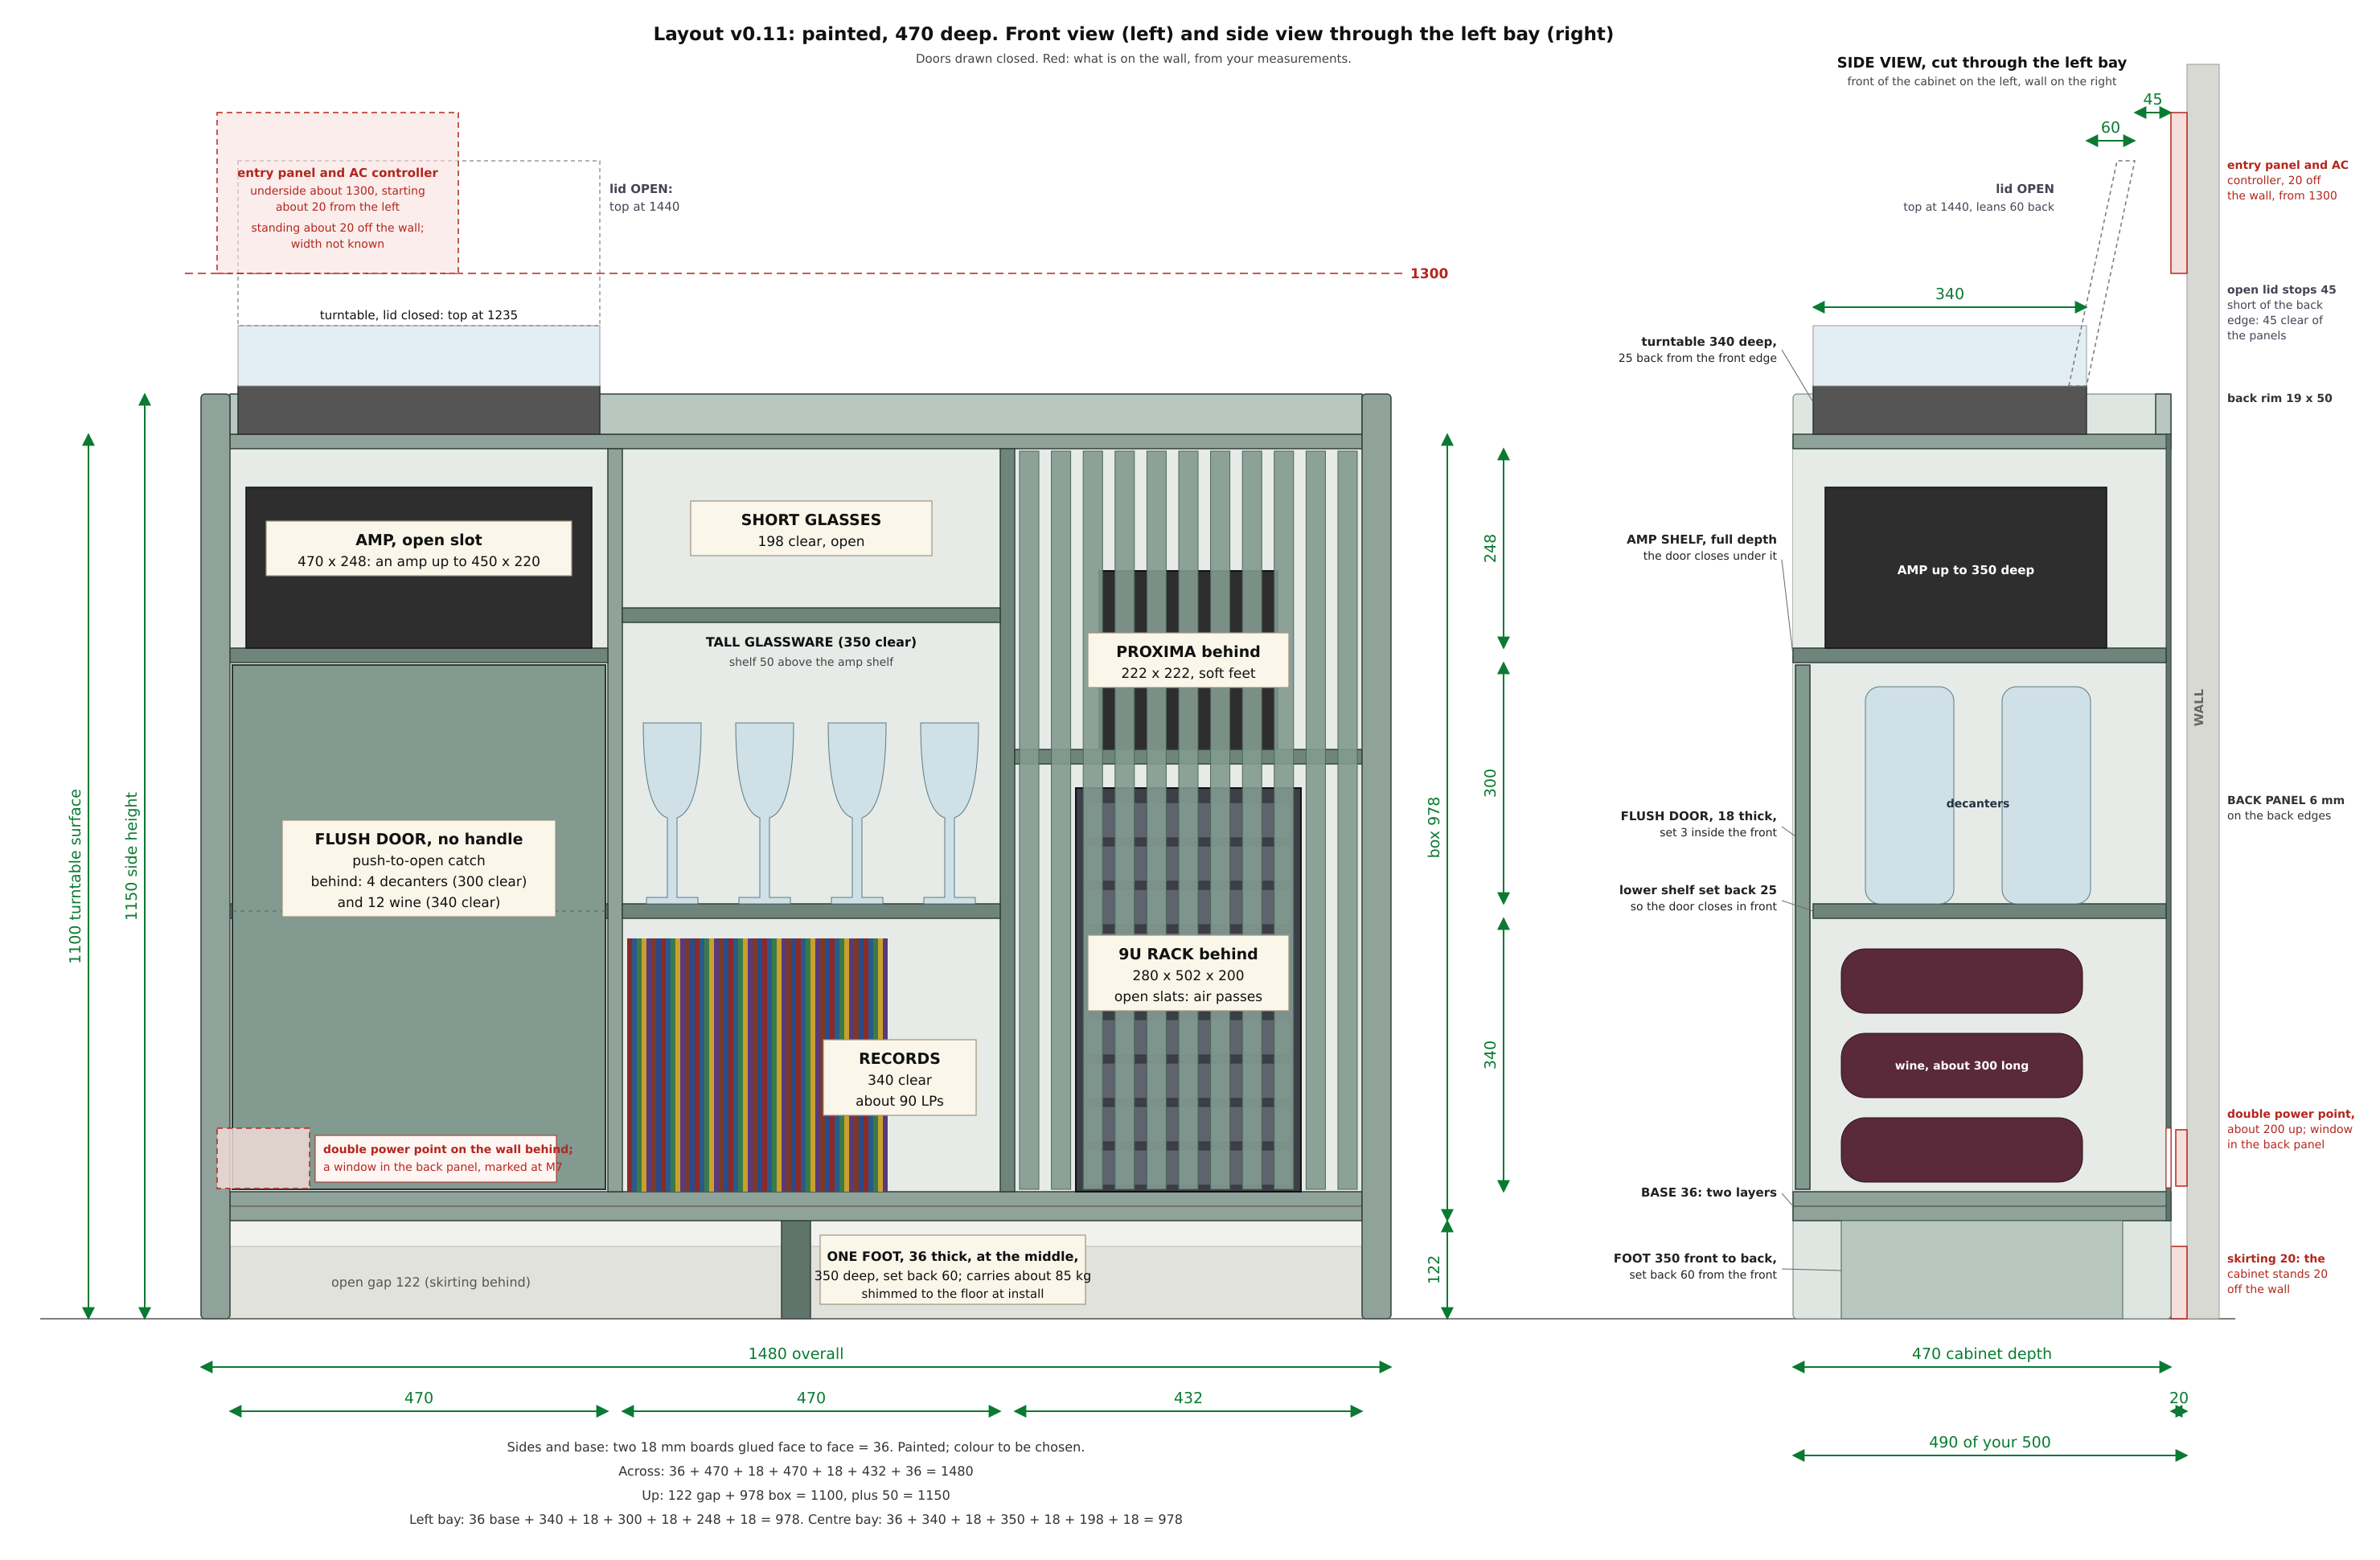 Layout v0.11: painted, 470 deep. Front view (left) and side view through the left bay (right)
Doors drawn closed. Red: what is on the wall, from your measurements.
SIDE VIEW, cut through the left bay
front of the cabinet on the left, wall on the right
45
60
entry panel and AC controller
underside about 1300, starting
about 20 from the left
standing about 20 off the wall;
width not known
lid OPEN:
top at 1440
1300
turntable, lid closed: top at 1235
lid OPEN
top at 1440, leans 60 back
340
entry panel and AC
controller, 20 off
the wall, from 1300
open lid stops 45
short of the back
edge: 45 clear of
the panels
turntable 340 deep,
25 back from the front edge
back rim 19 x 50
1100 turntable surface
1150 side height
AMP, open slot
470 x 248: an amp up to 450 x 220
SHORT GLASSES
198 clear, open
TALL GLASSWARE (350 clear)
shelf 50 above the amp shelf
PROXIMA behind
222 x 222, soft feet
FLUSH DOOR, no handle
push-to-open catch
behind: 4 decanters (300 clear)
and 12 wine (340 clear)
9U RACK behind
280 x 502 x 200
open slats: air passes
RECORDS
340 clear
about 90 LPs
double power point on the wall behind;
a window in the back panel, marked at M7
open gap 122 (skirting behind)
ONE FOOT, 36 thick, at the middle,
350 deep, set back 60; carries about 85 kg
shimmed to the floor at install
box 978
122
248
300
340
AMP SHELF, full depth
the door closes under it
AMP up to 350 deep
WALL
FLUSH DOOR, 18 thick,
set 3 inside the front
decanters
BACK PANEL 6 mm
on the back edges
lower shelf set back 25
so the door closes in front
wine, about 300 long
double power point,
about 200 up; window
in the back panel
BASE 36: two layers
FOOT 350 front to back,
set back 60 from the front
skirting 20: the
cabinet stands 20
off the wall
1480 overall
470
470
432
470 cabinet depth
20
490 of your 500
Sides and base: two 18 mm boards glued face to face = 36. Painted; colour to be chosen.
Across: 36 + 470 + 18 + 470 + 18 + 432 + 36 = 1480
Up: 122 gap + 978 box = 1100, plus 50 = 1150
Left bay: 36 base + 340 + 18 + 300 + 18 + 248 + 18 = 978. Centre bay: 36 + 340 + 18 + 350 + 18 + 198 + 18 = 978